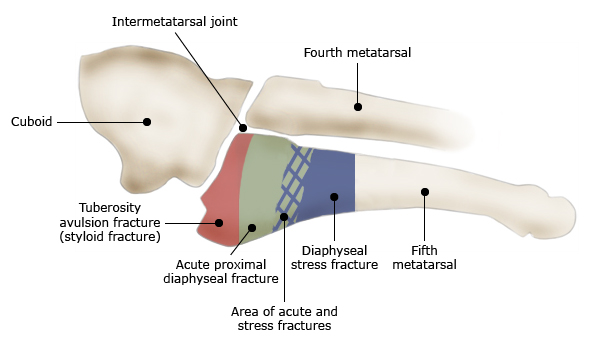 Intermetatarsal joint
Fourth metatarsal
Cuboid
Tuberosity
avulsion fracture
(styloid fracture)
Acute proximal
diaphyseal fracture
Area of acute and
stress fractures
Diaphyseal
stress fracture
Fifth
metatarsal